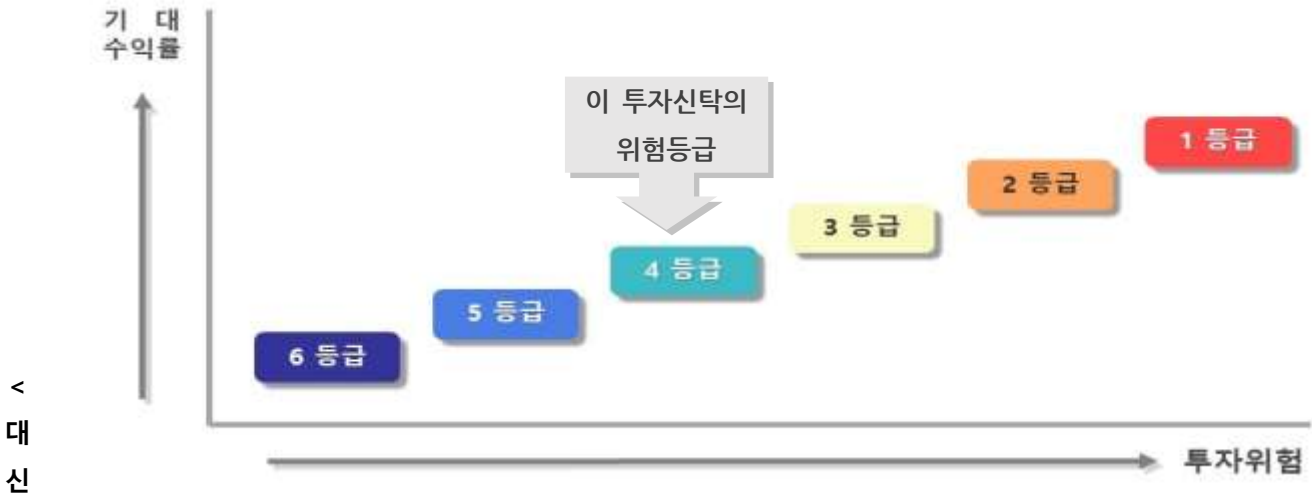 기 대
수익률
이 투자신탁의
위험등급
1 등급
2 등급
3 등급
4 등급
5 등급
6 등급
투자위험
<
대
신